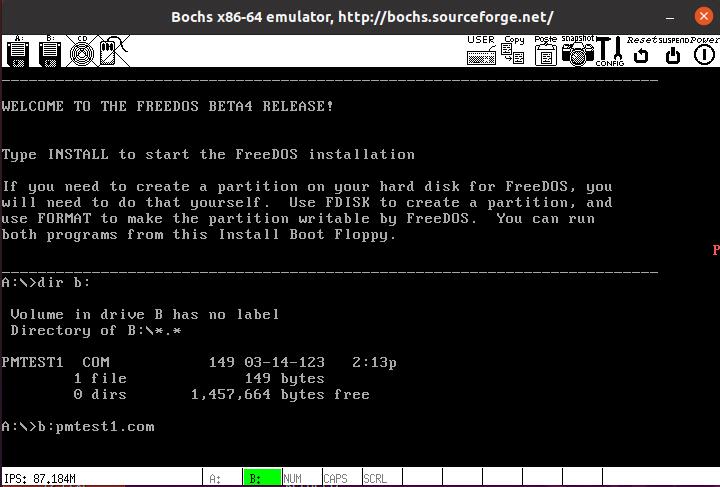 Bochs x86-64 emulator, http://bochs.sourceforge.net/
A: B: CD USER Copy Paste snapshot CONFIG Reset SUSPEND Power
WELCOME TO THE FREEDOS BETA4 RELEASE!
Type INSTALL to start the FreeDOS installation
If you need to create a partition on your hard disk for FreeDOS, you
will need to do that yourself.  Use FDISK to create a partition, and
use FORMAT to make the partition writable by FreeDOS.  You can run
both programs from this Install Boot Floppy.
P
A:\>dir b:
Volume in drive B has no label
Directory of B:\*.*
PMTEST1  COM           149 03-14-123   2:13p
1 file            149 bytes
0 dirs      1,457,664 bytes free
A:\>b:pmtest1.com
IPS: 87.184M A: B: NUM CAPS SCRL